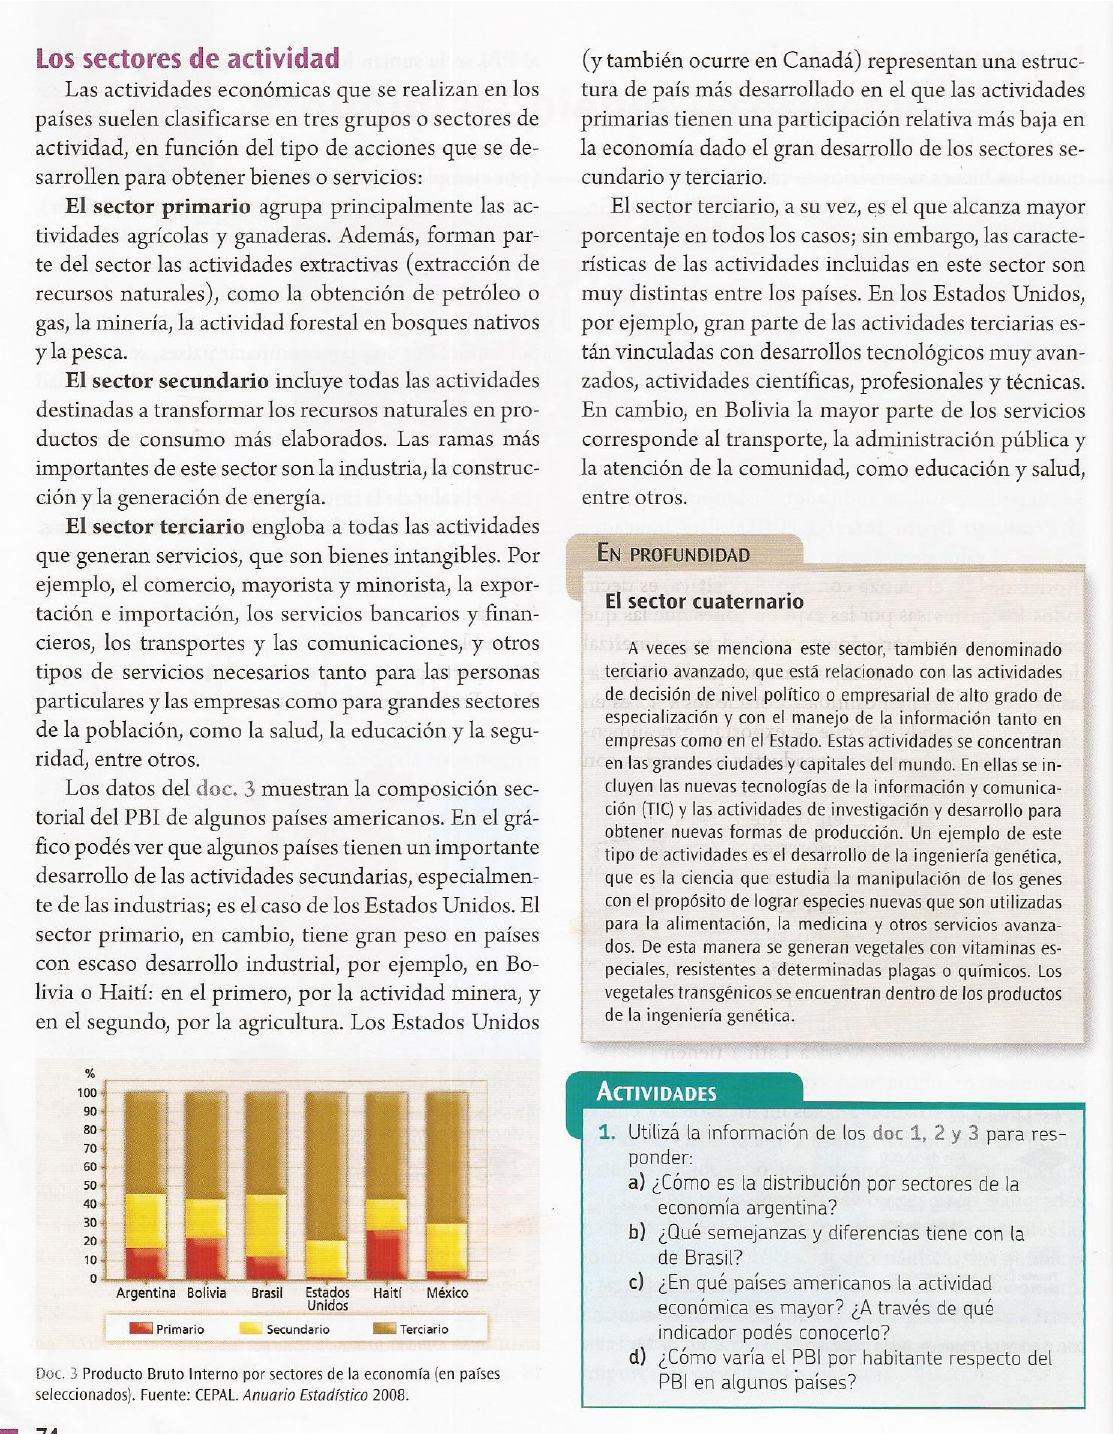 Los sectores de actividad
Las actividades económicas que se realizan en los
países suelen clasificarse en tres grupos o sectores de
actividad, en función del tipo de acciones que se de-
sarrollen para obtener bienes o servicios:
El sector primario agrupa principalmente las ac-
tividades agrícolas y ganaderas. Además, forman par-
te del sector las actividades extractivas (extracción de
recursos naturales), como la obtención de petróleo o
gas, la minería, la actividad forestal en bosques nativos
y la pesca.
El sector secundario incluye todas las actividades
destinadas a transformar los recursos naturales en pro-
ductos de consumo más elaborados. Las ramas más
importantes de este sector son la industria, la construc-
ción y la generación de energía.
El sector terciario engloba a todas las actividades
que generan servicios, que son bienes intangibles. Por
ejemplo, el comercio, mayorista y minorista, la expor-
tación e importación, los servicios bancarios y finan-
cieros, los transportes y las comunicaciones, y otros
tipos de servicios necesarios tanto para las personas
particulares y las empresas como para grandes sectores
de la población, como la salud, la educación y la segu-
ridad, entre otros.
Los datos del doc. 3 muestran la composición sec-
torial del PBI de algunos países americanos. En el grá-
fico podés ver que algunos países tienen un importante
desarrollo de las actividades secundarias, especialmen-
te de las industrias; es el caso de los Estados Unidos. El
sector primario, en cambio, tiene gran peso en países
con escaso desarrollo industrial, por ejemplo, en Bo-
livia o Haití: en el primero, por la actividad minera, y
en el segundo, por la agricultura. Los Estados Unidos
%
100
90
80
70
60
50
40
30
20
10
0
Argentina Bolivia Brasil Estados Unidos Haití México
Primario Secundario Terciario
Doc. 3 Producto Bruto Interno por sectores de la economía (en países
seleccionados). Fuente: CEPAL. Anuario Estadístico 2008.
(y también ocurre en Canadá) representan una estruc-
tura de país más desarrollado en el que las actividades
primarias tienen una participación relativa más baja en
la economía dado el gran desarrollo de los sectores se-
cundario y terciario.
El sector terciario, a su vez, es el que alcanza mayor
porcentaje en todos los casos; sin embargo, las caracte-
rísticas de las actividades incluidas en este sector son
muy distintas entre los países. En los Estados Unidos,
por ejemplo, gran parte de las actividades terciarias es-
tán vinculadas con desarrollos tecnológicos muy avan-
zados, actividades científicas, profesionales y técnicas.
En cambio, en Bolivia la mayor parte de los servicios
corresponde al transporte, la administración pública y
la atención de la comunidad, como educación y salud,
entre otros.
EN PROFUNDIDAD
El sector cuaternario
A veces se menciona este sector, también denominado
terciario avanzado, que está relacionado con las actividades
de decisión de nivel político o empresarial de alto grado de
especialización y con el manejo de la información tanto en
empresas como en el Estado. Estas actividades se concentran
en las grandes ciudades y capitales del mundo. En ellas se in-
cluyen las nuevas tecnologías de la información y comunica-
ción (TIC) y las actividades de investigación y desarrollo para
obtener nuevas formas de producción. Un ejemplo de este
tipo de actividades es el desarrollo de la ingeniería genética,
que es la ciencia que estudia la manipulación de los genes
con el propósito de lograr especies nuevas que son utilizadas
para la alimentación, la medicina y otros servicios avanza-
dos. De esta manera se generan vegetales con vitaminas es-
peciales, resistentes a determinadas plagas o químicos. Los
vegetales transgénicos se encuentran dentro de los productos
de la ingeniería genética.
ACTIVIDADES
1. Utilizá la información de los doc 1, 2 y 3 para res-
ponder:
a) ¿Cómo es la distribución por sectores de la
economía argentina?
b) ¿Qué semejanzas y diferencias tiene con la
de Brasil?
c) ¿En qué países americanos la actividad
económica es mayor? ¿A través de qué
indicador podés conocerlo?
d) ¿Cómo varía el PBI por habitante respecto del
PBI en algunos países?